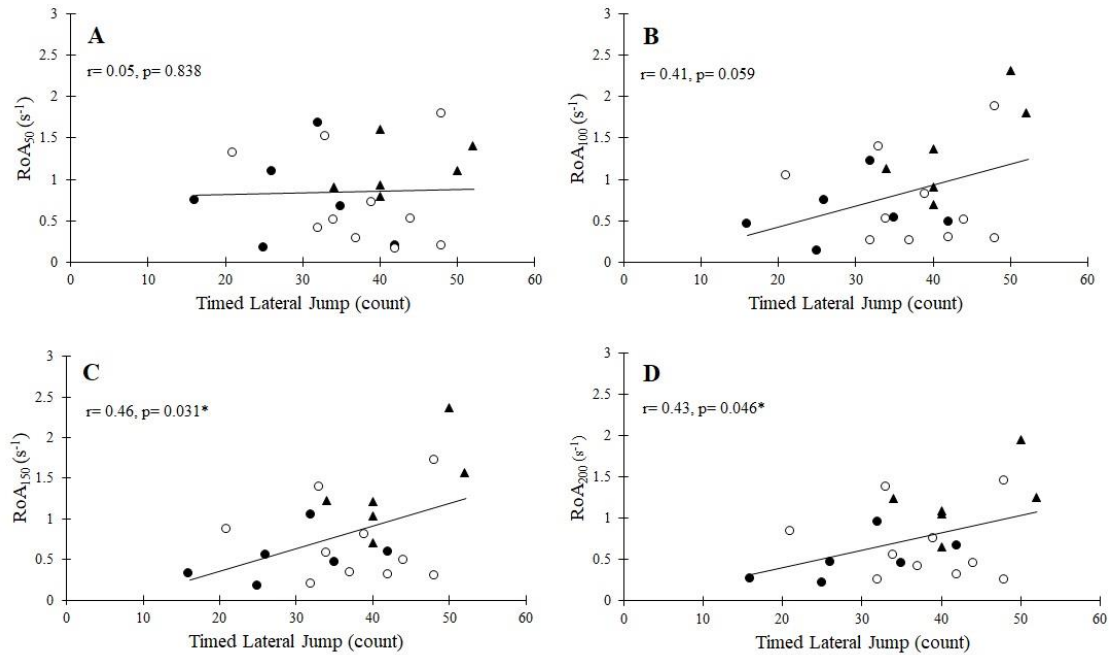 A
r= 0.05, p= 0.838
RoA50 (s-1)
3
2.5
2
1.5
1
0.5
0
0 10 20 30 40 50 60
Timed Lateral Jump (count)
B
r= 0.41, p= 0.059
RoA100 (s-1)
3
2.5
2
1.5
1
0.5
0
0 10 20 30 40 50 60
Timed Lateral Jump (count)
C
r= 0.46, p= 0.031*
RoA150 (s-1)
3
2.5
2
1.5
1
0.5
0
0 10 20 30 40 50 60
Timed Lateral Jump (count)
D
r= 0.43, p= 0.046*
RoA200 (s-1)
3
2.5
2
1.5
1
0.5
0
0 10 20 30 40 50 60
Timed Lateral Jump (count)